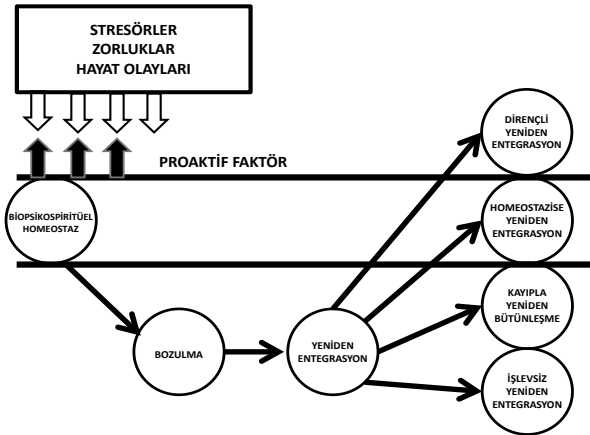 STRESÖRLER
ZORLUKLAR
HAYAT OLAYLARI
PROAKTİF FAKTÖR
BİOPSİKOSPİRİTÜEL
HOMEOSTAZ
BOZULMA
YENİDEN
ENTEGRASYON
DİRENÇLİ
YENİDEN
ENTEGRASYON
HOMEOSTAZİSE
YENİDEN
ENTEGRASYON
KAYIPLA
YENİDEN
BÜTÜNLEŞME
İŞLEVSİZ
YENİDEN
ENTEGRASYON